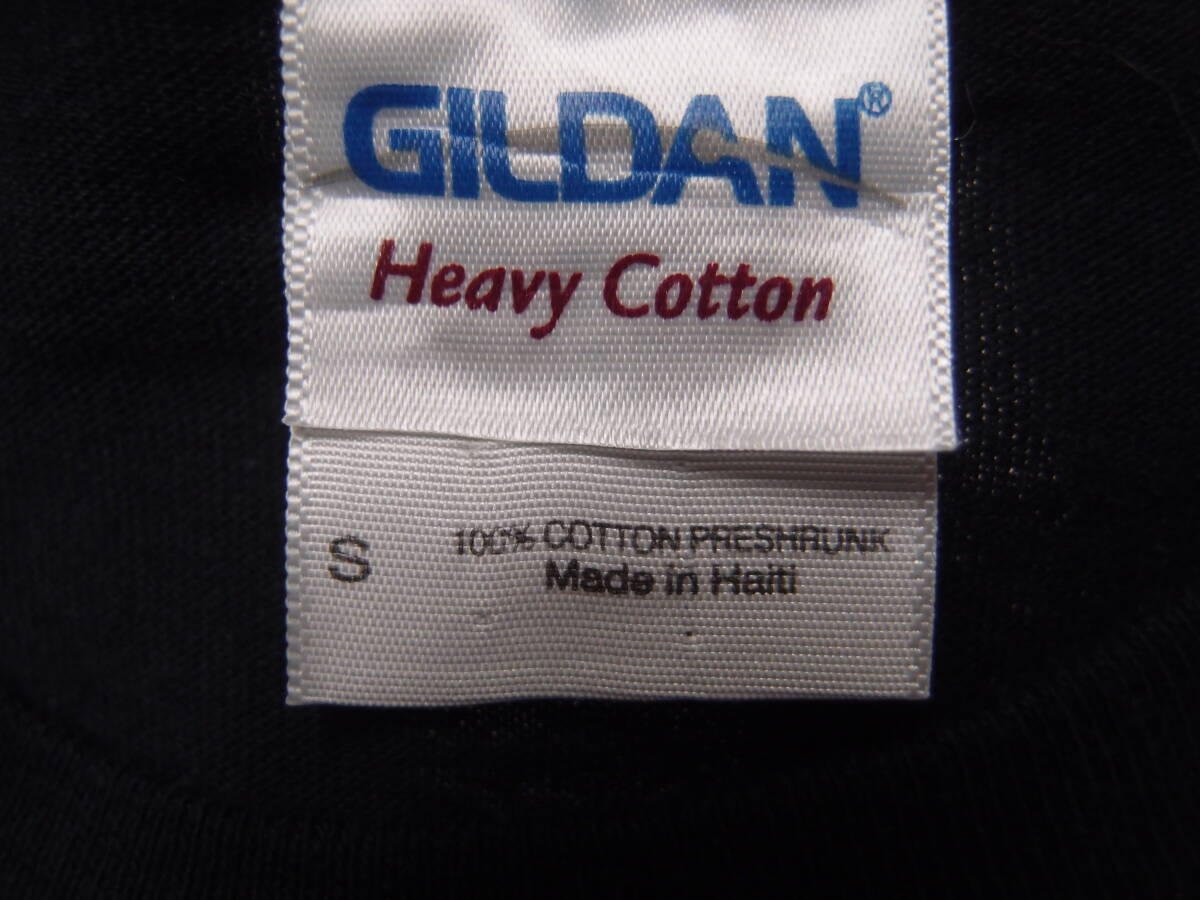 GILDAN®
Heavy Cotton
S 100% COTTON PRESHRUNK
Made in Haiti